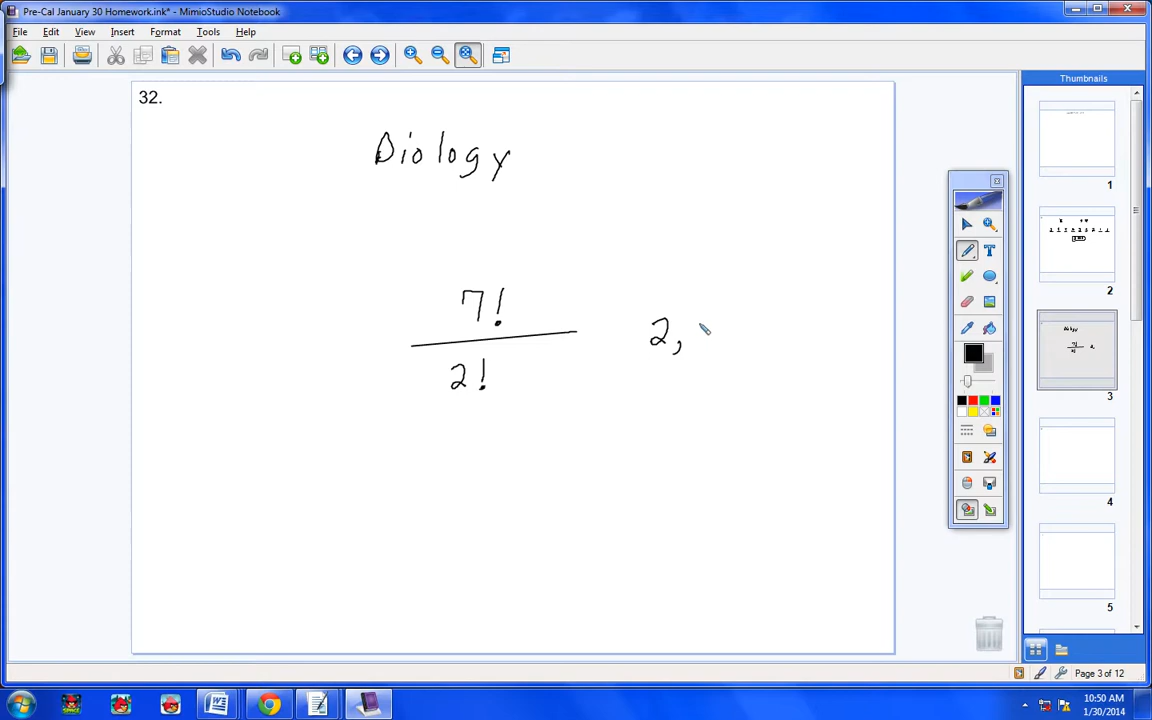 Pre-Cal January 30 Homework.ink* - MimioStudio Notebook
File Edit View Insert Format Tools Help
Thumbnails
32.
Biology
7!
2!
2,
1
2
3
4
5
Page 3 of 12
10:50 AM
1/30/2014